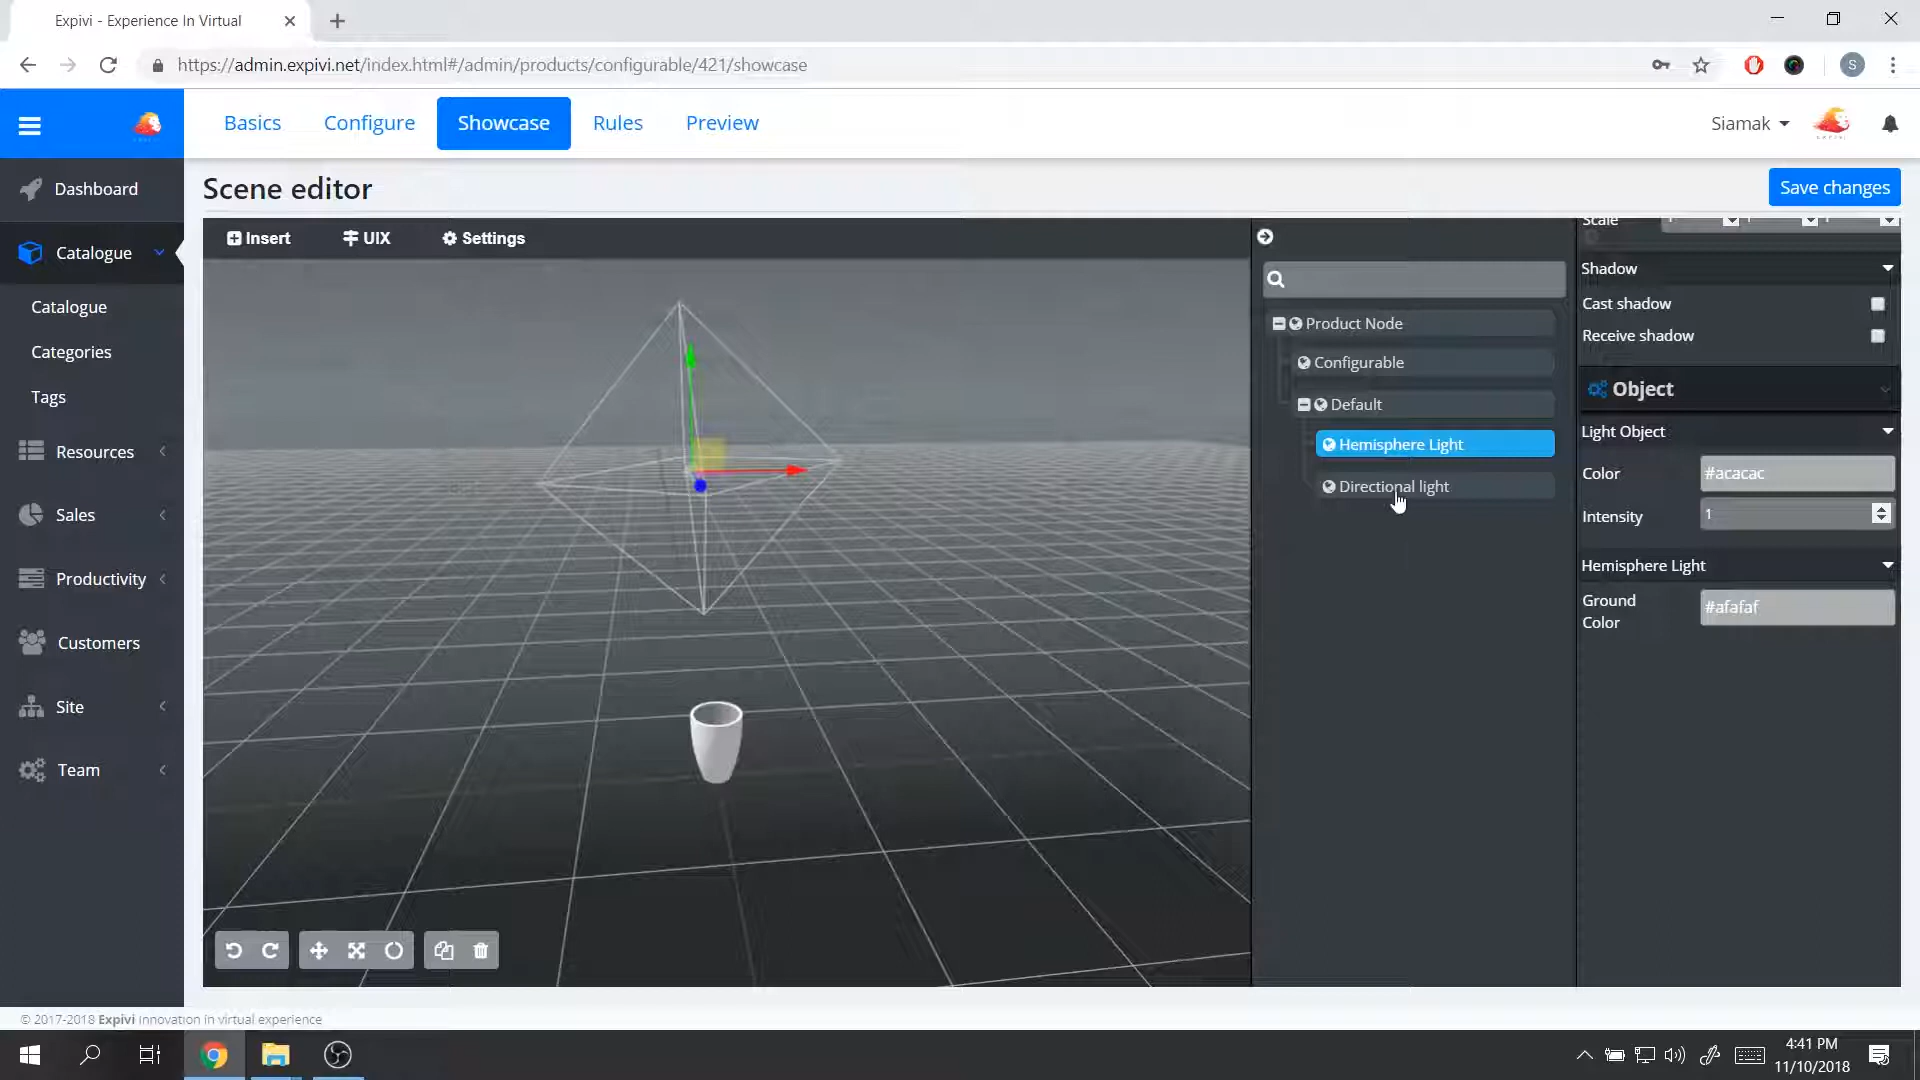 Expivi - Experience In Virtual
https://admin.expivi.net/index.html#/admin/products/configurable/421/showcase
S
Basics
Configure
Showcase
Rules
Preview
Siamak
Dashboard
Scene editor
Save changes
Catalogue
Catalogue
Categories
Tags
Resources
Sales
Productivity
Customers
Site
Team
Insert
UIX
Settings
Product Node
Configurable
Default
Hemisphere Light
Directional light
Scale
Shadow
Cast shadow
Receive shadow
Object
Light Object
Color #acacac
Intensity 1
Hemisphere Light
Ground
Color
#afafaf
© 2017-2018 Expivi innovation in virtual experience
4:41 PM
11/10/2018